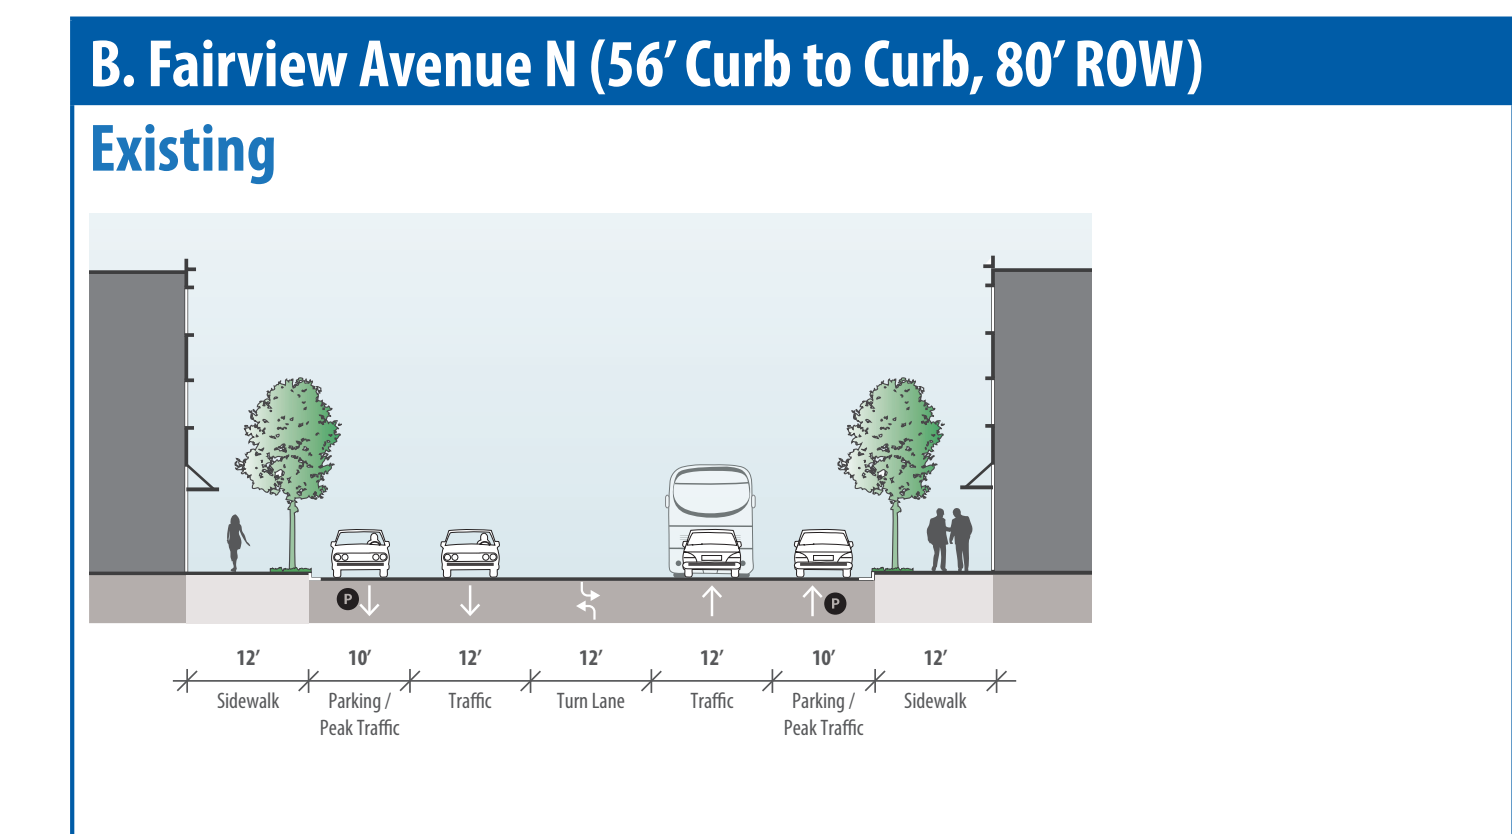 B. Fairview Avenue N (56’ Curb to Curb, 80’ ROW)
Existing
P
P
12’ 10’ 12’ 12’ 12’ 10’ 12’
Sidewalk Parking / Traffic Turn Lane Traffic Parking / Sidewalk
Peak Traffic Peak Traffic